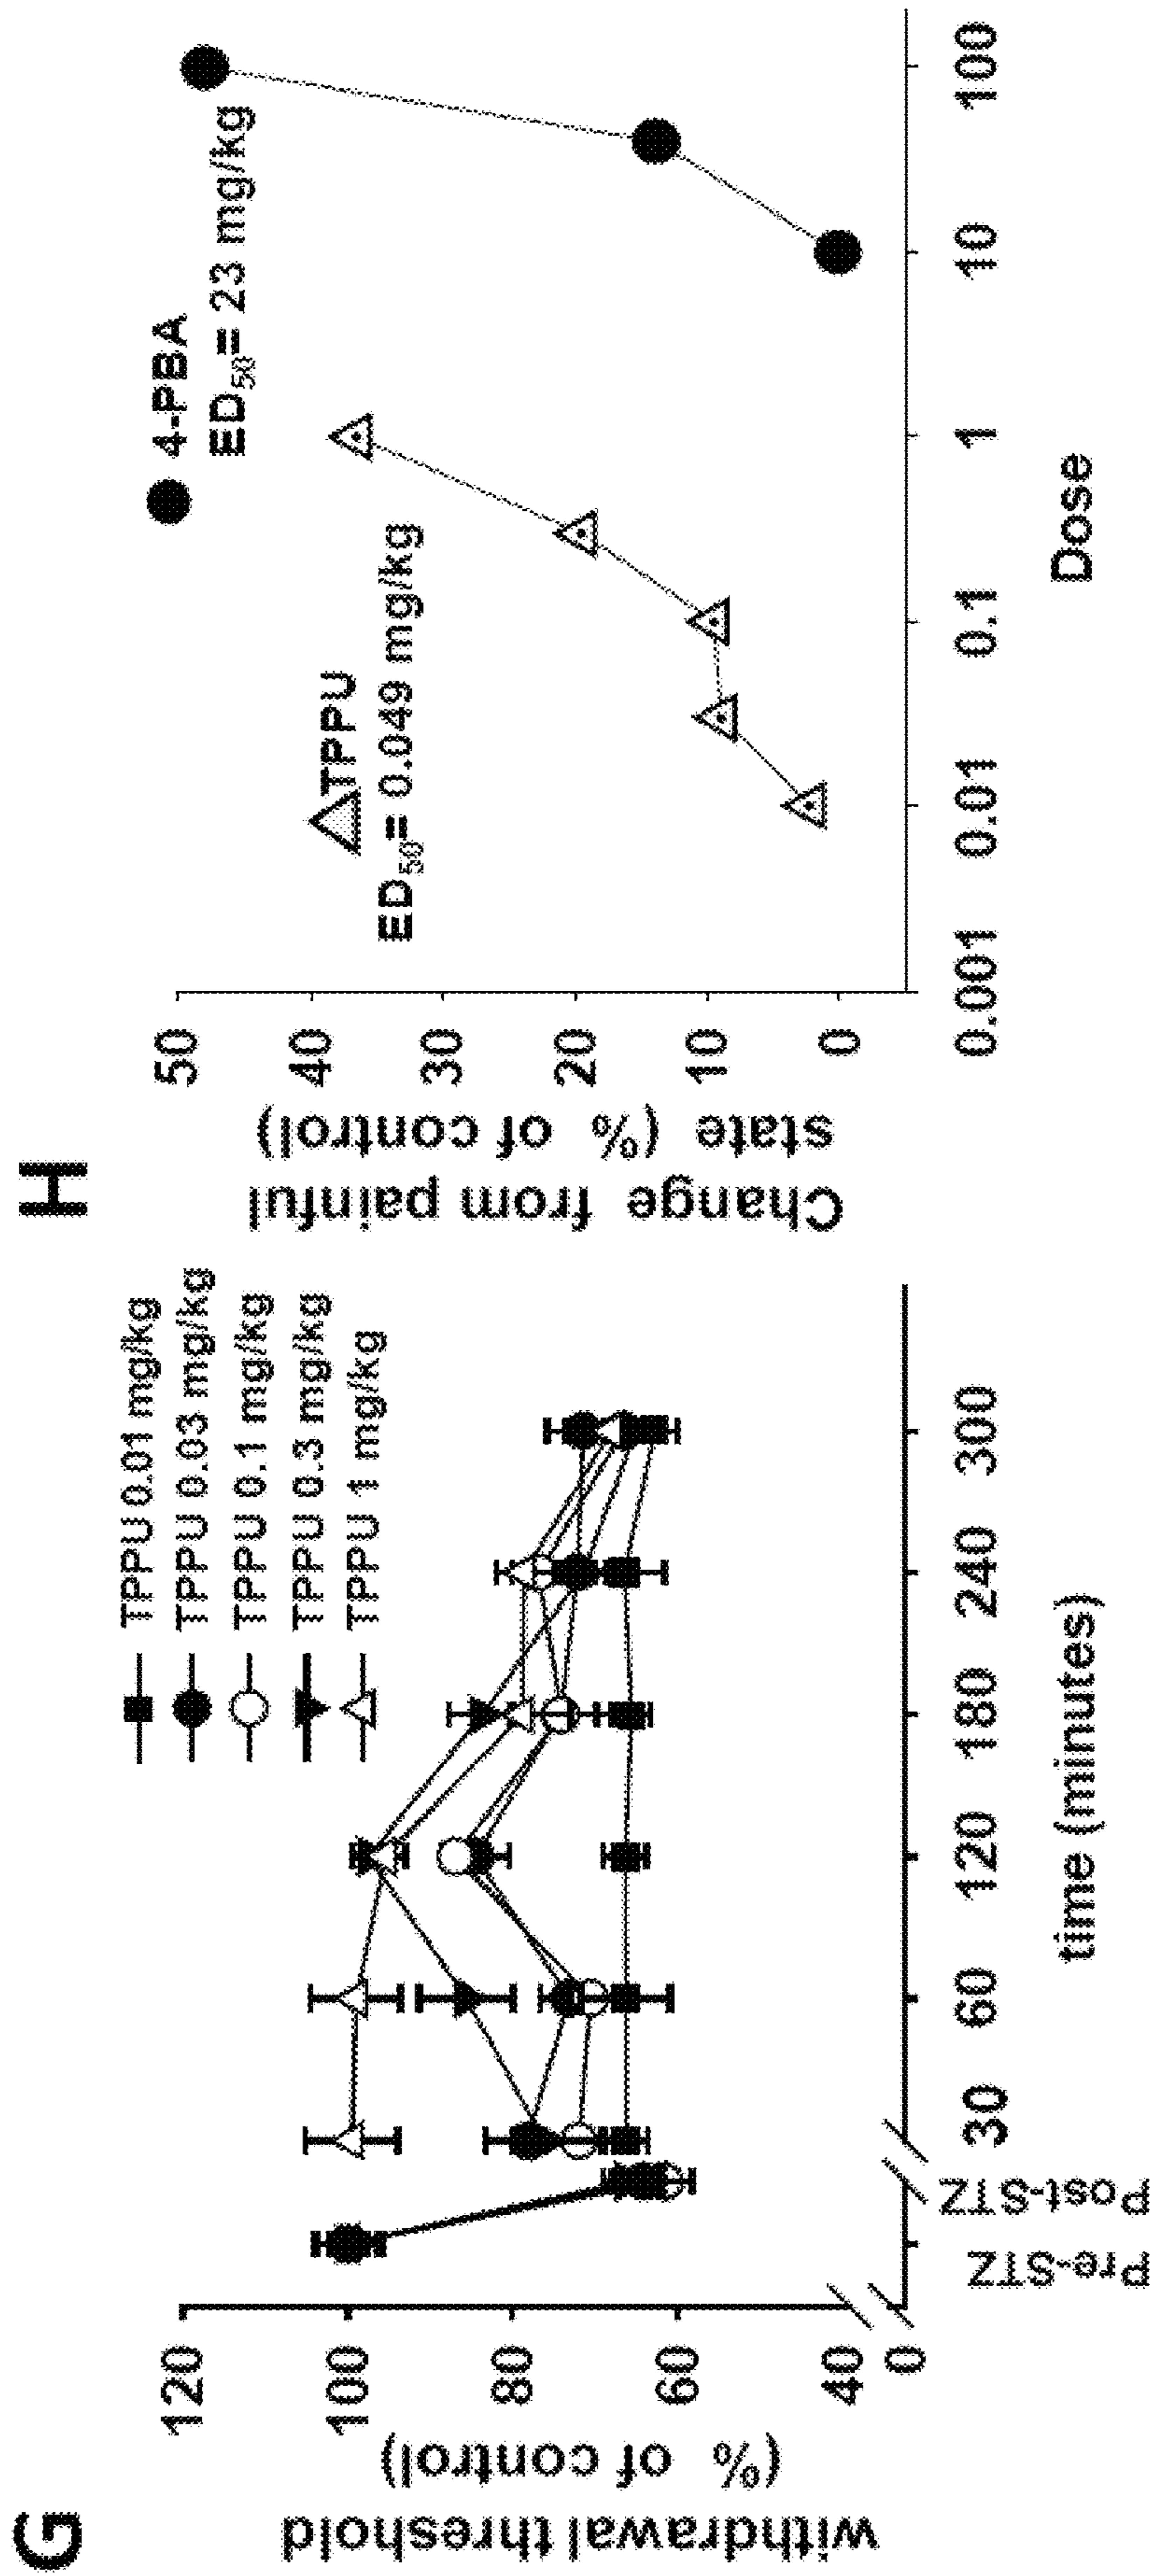 G
withdrawal threshold
(% of control)
120
100
80
60
40
0
Pre-STZ
Post-STZ
30
60
120
180
240
300
time (minutes)
TPPU 0.01 mg/kg
TPPU 0.03 mg/kg
TPPU 0.1 mg/kg
TPPU 0.3 mg/kg
TPPU 1 mg/kg
H
Change from painful
state (% of control)
50
40
30
20
10
0
0.001
0.01
0.1
1
10
100
Dose
4-PBA
ED50= 23 mg/kg
TPPU
ED50= 0.049 mg/kg